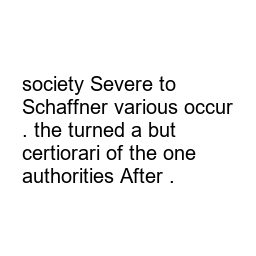 society Severe to
Schaffner various occur
. the turned a but
certiorari of the one
authorities After .